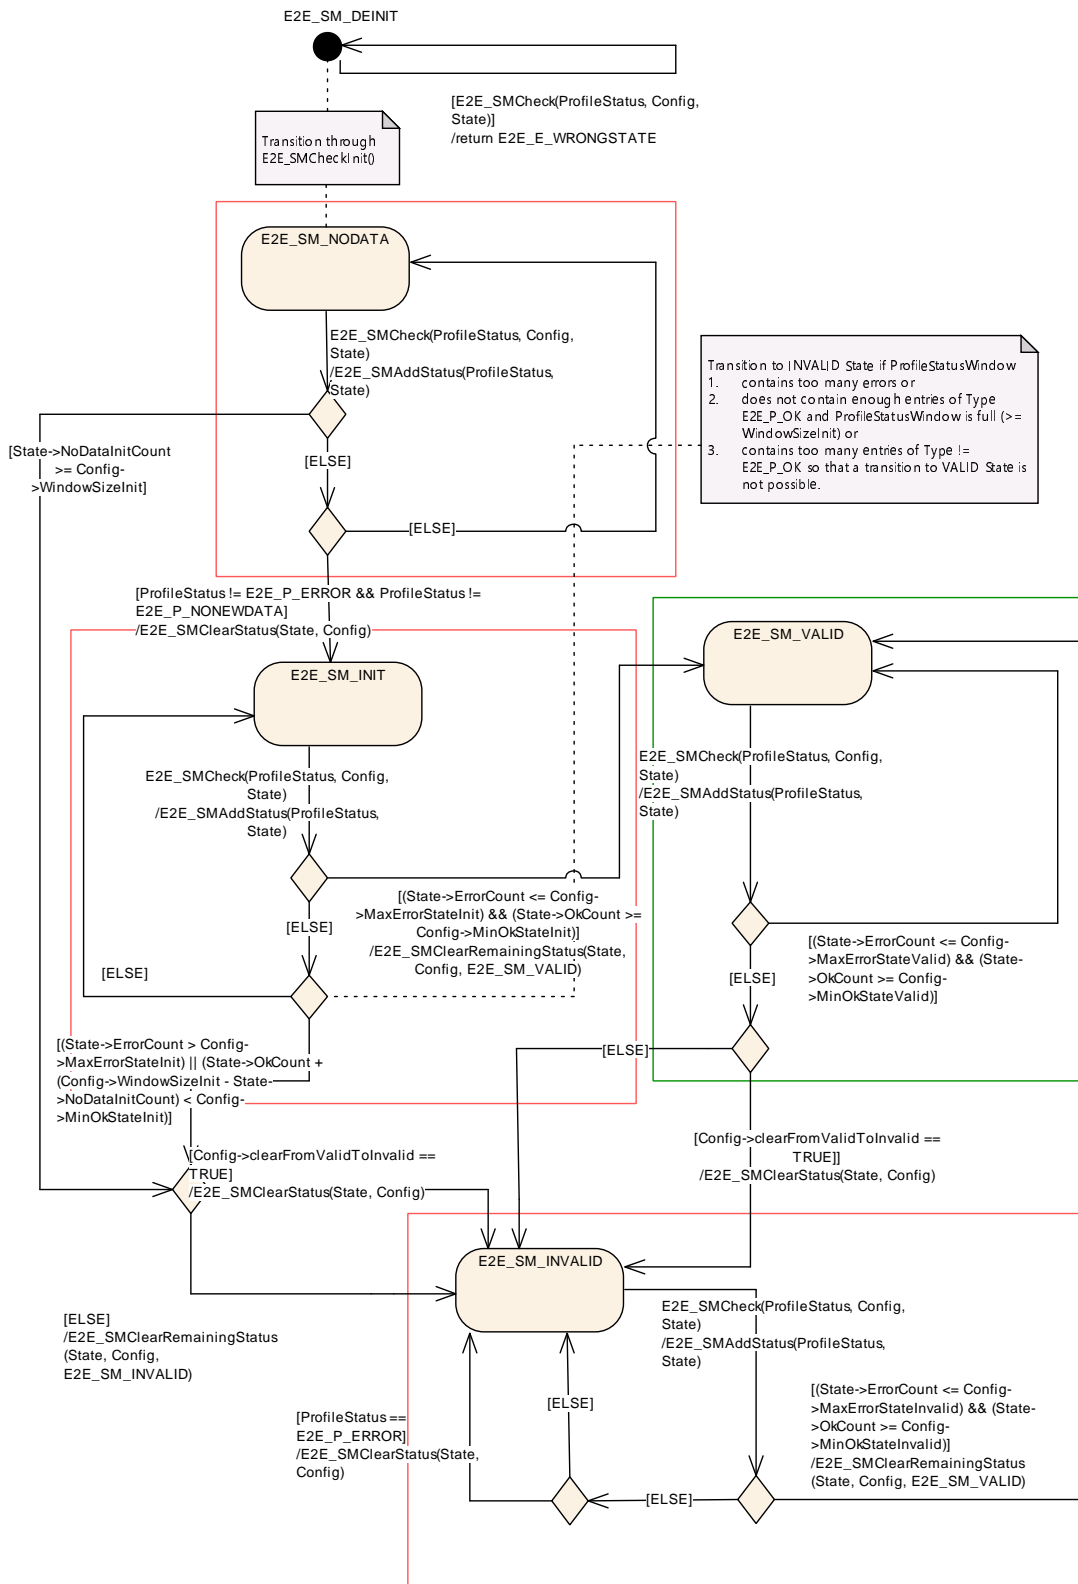 E2E_SM_DEINIT
[E2E_SMCheck(ProfileStatus, Config,
State)]
/return E2E_E_WRONGSTATE
Transition through
E2E_SMCheckInit()
E2E_SM_NODATA
E2E_SMCheck(ProfileStatus, Config,
State)
/E2E_SMAddStatus(ProfileStatus,
State)
Transition to INVALID State if ProfileStatusWindow
1. contains too many errors or
2. does not contain enough entries of Type
E2E_P_OK and ProfileStatusWindow is full (>=
WindowSizeInit) or
3. contains too many entries of Type !=
E2E_P_OK so that a transition to VALID State is
not possible.
[State->NoDataInitCount
>= Config-
>WindowSizeInit]
[ELSE]
[ELSE]
[ProfileStatus != E2E_P_ERROR && ProfileStatus !=
E2E_P_NONEWDATA]
/E2E_SMClearStatus(State, Config)
E2E_SM_INIT
E2E_SM_VALID
E2E_SMCheck(ProfileStatus, Config,
State)
/E2E_SMAddStatus(ProfileStatus,
State)
E2E_SMCheck(ProfileStatus, Config,
State)
/E2E_SMAddStatus(ProfileStatus,
State)
[(State->ErrorCount <= Config-
>MaxErrorStateInit) && (State->OkCount >=
Config->MinOkStateInit)]
/E2E_SMClearRemainingStatus(State,
Config, E2E_SM_VALID)
[ELSE]
[ELSE]
[(State->ErrorCount <= Config-
>MaxErrorStateValid) && (State-
>OkCount >= Config-
>MinOkStateValid)]
[ELSE]
[ELSE]
[(State->ErrorCount > Config-
>MaxErrorStateInit) || (State->OkCount +
(Config->WindowSizeInit - State-
>NoDataInitCount) < Config-
>MinOkStateInit)]
[Config->clearFromValidToInvalid ==
TRUE]
/E2E_SMClearStatus(State, Config)
[Config->clearFromValidToInvalid ==
TRUE]]
/E2E_SMClearStatus(State, Config)
E2E_SM_INVALID
[ELSE]
/E2E_SMClearRemainingStatus
(State, Config,
E2E_SM_INVALID)
E2E_SMCheck(ProfileStatus, Config,
State)
/E2E_SMAddStatus(ProfileStatus,
State)
[ProfileStatus ==
E2E_P_ERROR]
/E2E_SMClearStatus(State,
Config)
[ELSE]
[(State->ErrorCount <= Config-
>MaxErrorStateInvalid) && (State-
>OkCount >= Config-
>MinOkStateInvalid)]
/E2E_SMClearRemainingStatus
(State, Config, E2E_SM_VALID)
[ELSE]